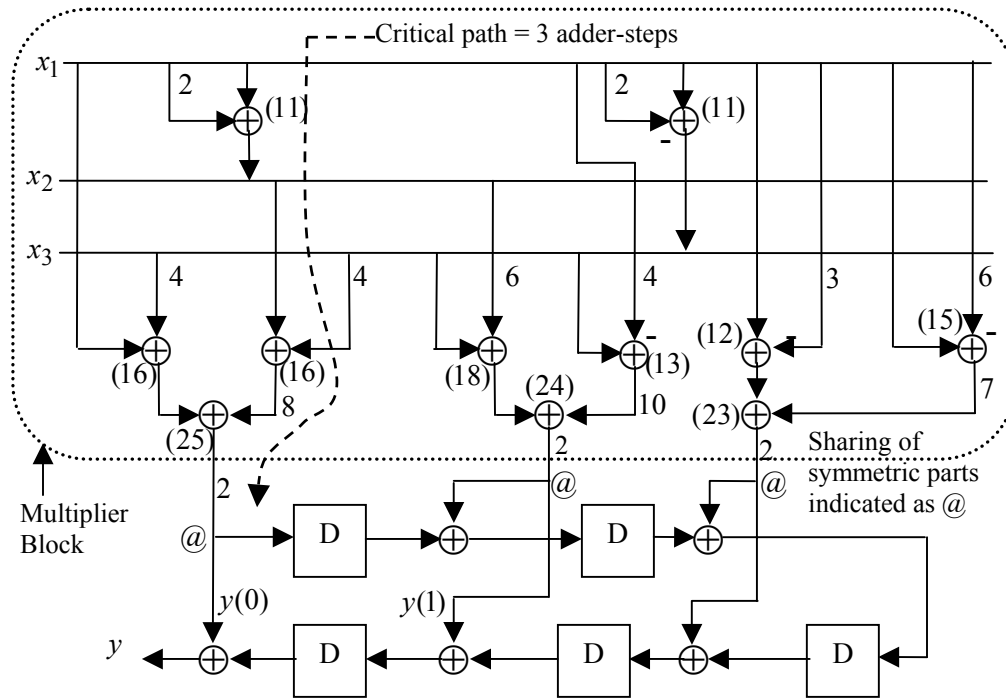 Critical path = 3 adder-steps
x1
2
2
(11)
(11)
-
x2
x3
4
4
6
4
3
6
-
-
(15)
-
(12)
(16)
(16)
(18)
(13)
(24)
8
10
7
(25)
(23)
2
2
2
Sharing of
symmetric parts
indicated as @
Multiplier
Block
@
@
@
D
D
y(0)
y(1)
y
D
D
D